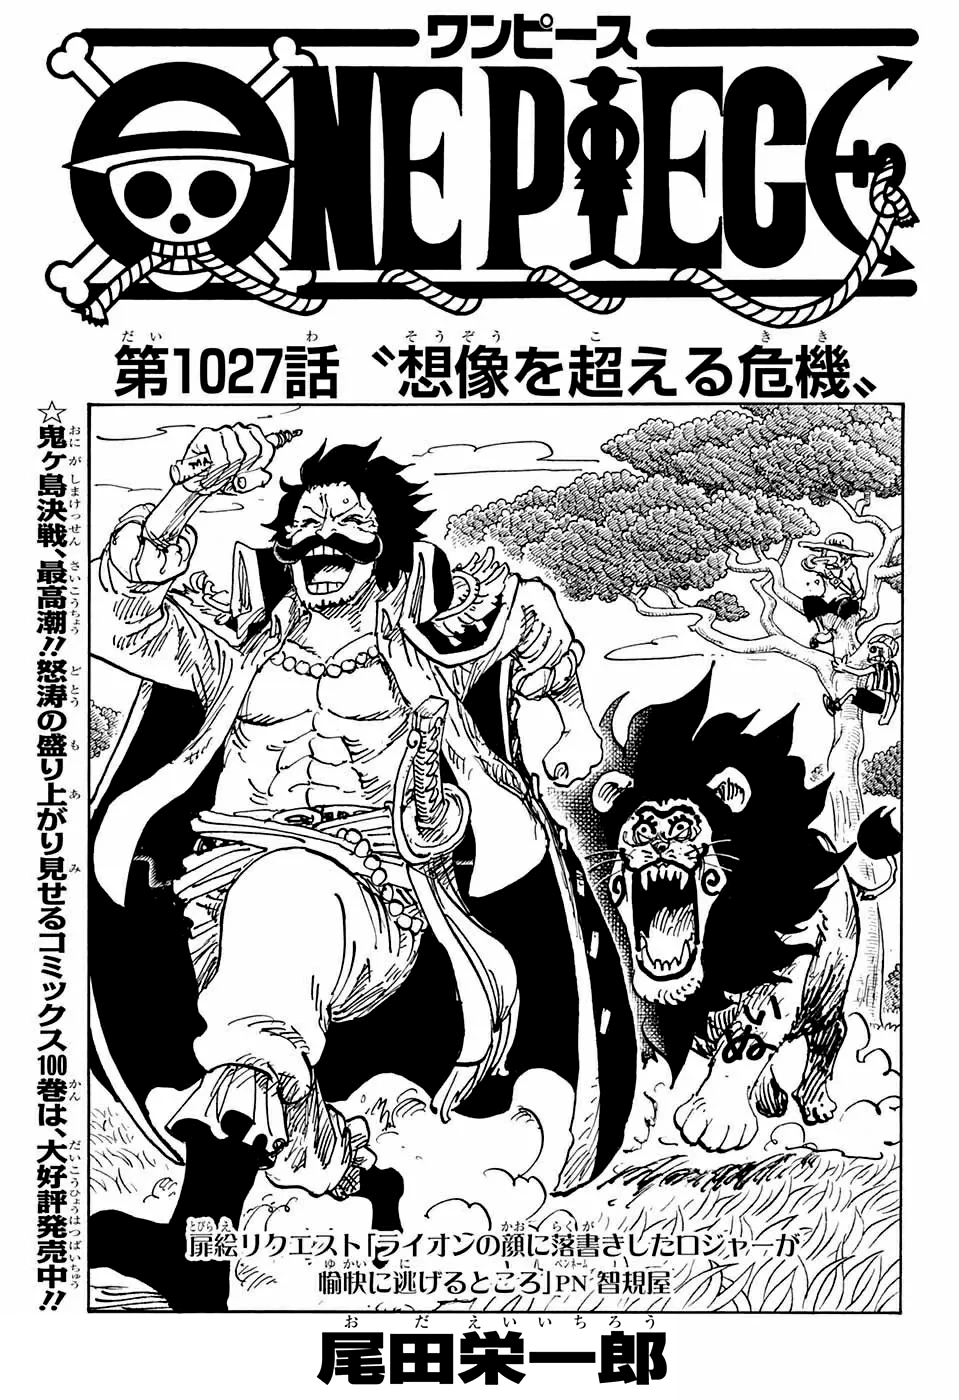 ワンピース
ONE PIECE
第1027話 〝想像を超える危機〟
☆鬼ヶ島決戦、最高潮!!怒涛の盛り上がり見せるコミックス100巻は、大好評発売中!!
いぬ
扉絵リクエスト「ライオンの顔に落書きしたロジャーが
愉快に逃げるところ」PN 智規屋
尾田栄一郎